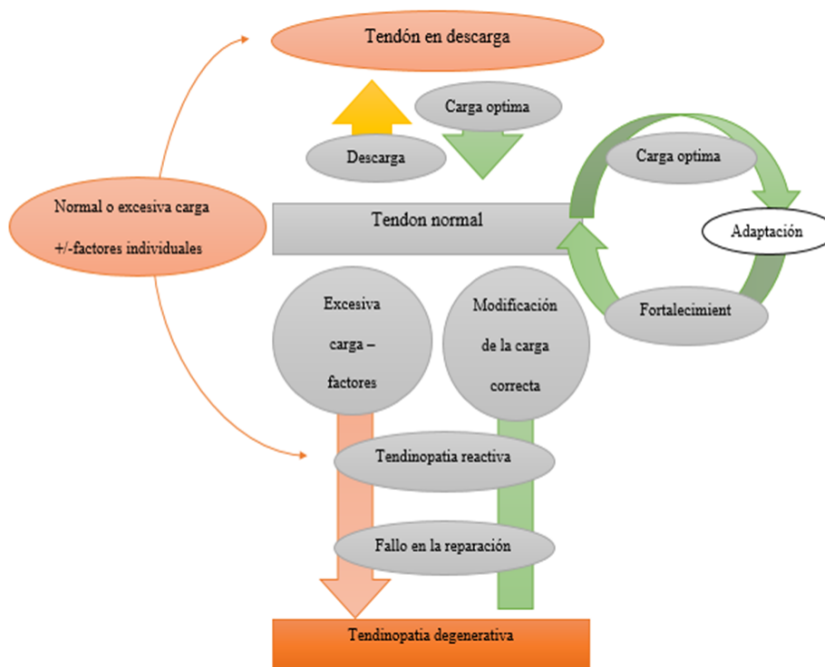 Tendón en descarga
Carga optima
Descarga
Carga optima
Normal o excesiva carga
+/-factores individuales
Tendon normal
Adaptación
Fortalecimient
Excesiva
carga –
factores
Modificación
de la carga
correcta
Tendinopatia reactiva
Fallo en la reparación
Tendinopatia degenerativa